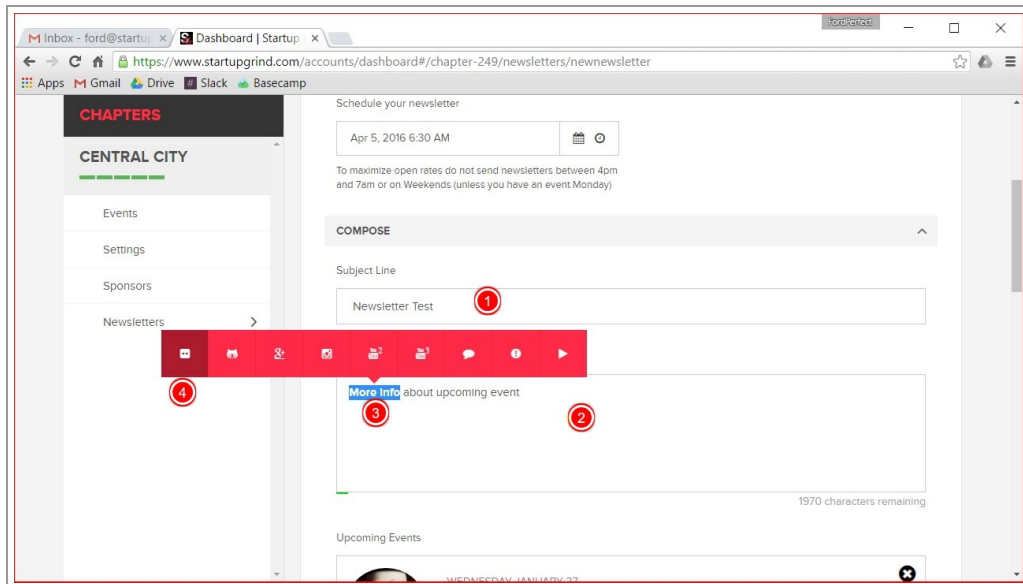 FordPerfect
Inbox - ford@startup
Dashboard | Startup
https://www.startupgrind.com/accounts/dashboard#/chapter-249/newsletters/newnewsletter
Apps Gmail Drive Slack Basecamp
CHAPTERS
CENTRAL CITY
Events
Settings
Sponsors
Newsletters
Schedule your newsletter
Apr 5, 2016 6:30 AM
To maximize open rates do not send newsletters between 4pm
and 7am or on Weekends (unless you have an event Monday)
COMPOSE
Subject Line
Newsletter Test
1
4
More Info about upcoming event
3
2
1970 characters remaining
Upcoming Events
WEDNESDAY, JANUARY 27